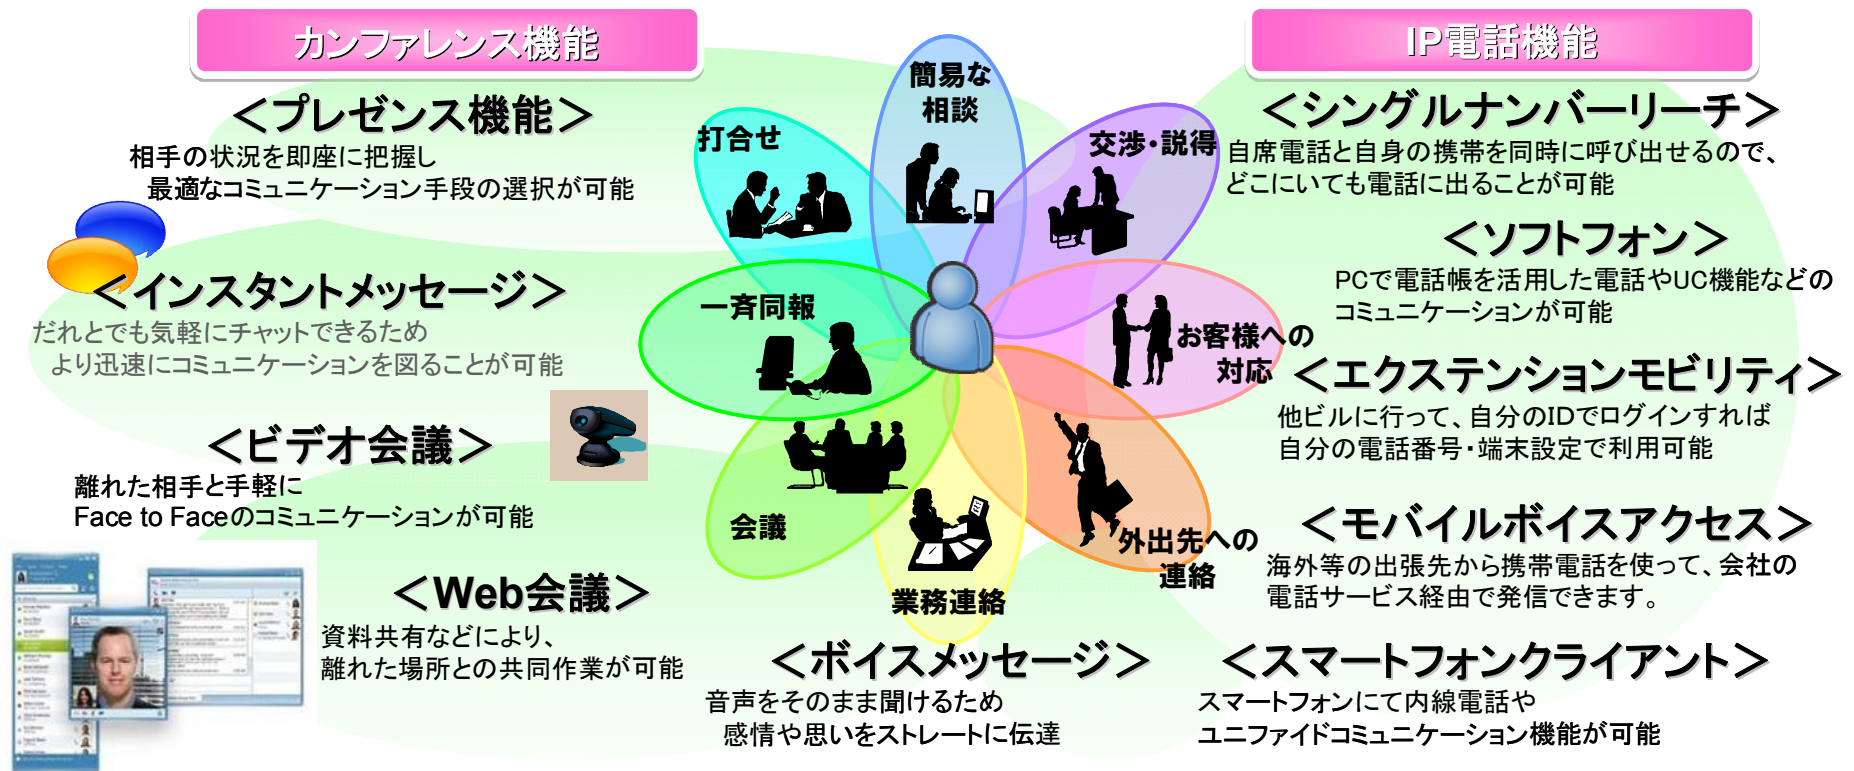 カンファレンス機能
＜プレゼンス機能＞
相手の状況を即座に把握し
最適なコミュニケーション手段の選択が可能
＜インスタントメッセージ＞
だれとでも気軽にチャットできるため
より迅速にコミュニケーションを図ることが可能
＜ビデオ会議＞
離れた相手と手軽に
Face to Faceのコミュニケーションが可能
＜Web会議＞
資料共有などにより、
離れた場所との共同作業が可能
簡易な
相談
打合せ
交渉・説得
一斉同報
お客様への
対応
会議
外出先への
連絡
業務連絡
＜ボイスメッセージ＞
音声をそのまま聞けるため
感情や思いをストレートに伝達
IP電話機能
＜シングルナンバーリーチ＞
自席電話と自身の携帯を同時に呼び出せるので、
どこにいても電話に出ることが可能
＜ソフトフォン＞
PCで電話帳を活用した電話やUC機能などの
コミュニケーションが可能
＜エクステンションモビリティ＞
他ビルに行って、自分のIDでログインすれば
自分の電話番号・端末設定で利用可能
＜モバイルボイスアクセス＞
海外等の出張先から携帯電話を使って、会社の
電話サービス経由で発信できます。
＜スマートフォンクライアント＞
スマートフォンにて内線電話や
ユニファイドコミュニケーション機能が可能